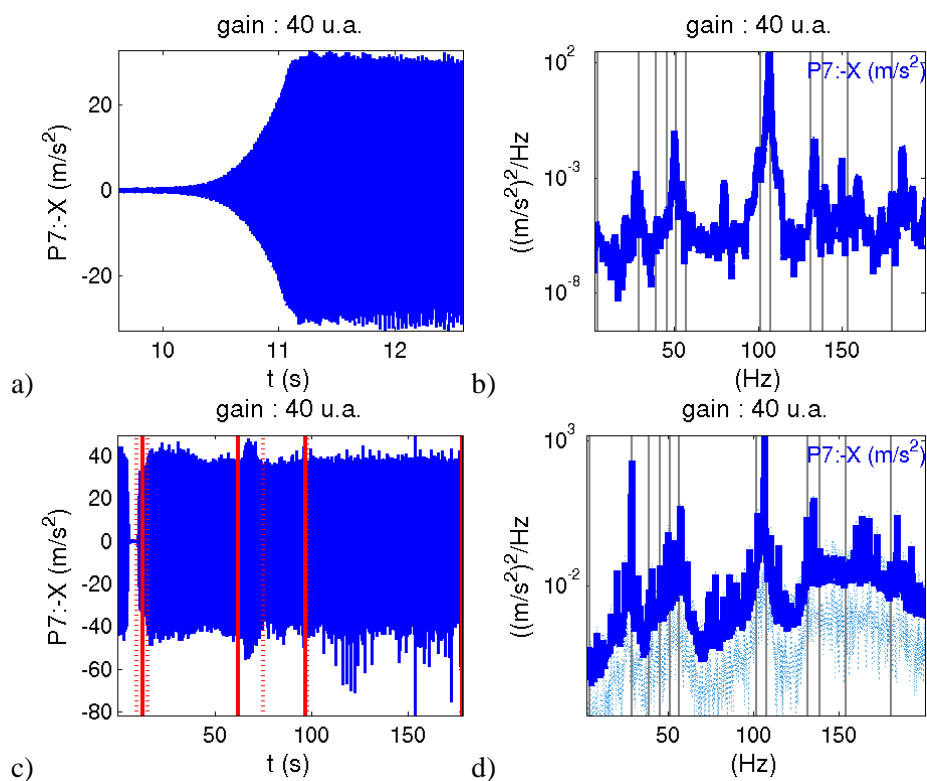 gain : 40 u.a.
P7:-X (m/s²)
20
0
-20
10
11
12
t (s)
a)
gain : 40 u.a.
P7:-X (m/s²)
((m/s²)²/Hz
10²
10⁻³
10⁻⁸
50
100
150
(Hz)
b)
gain : 40 u.a.
P7:-X (m/s²)
40
20
0
-20
-40
-60
-80
50
100
150
t (s)
c)
gain : 40 u.a.
P7:-X (m/s²)
((m/s²)²/Hz
10³
10⁻²
50
100
150
(Hz)
d)